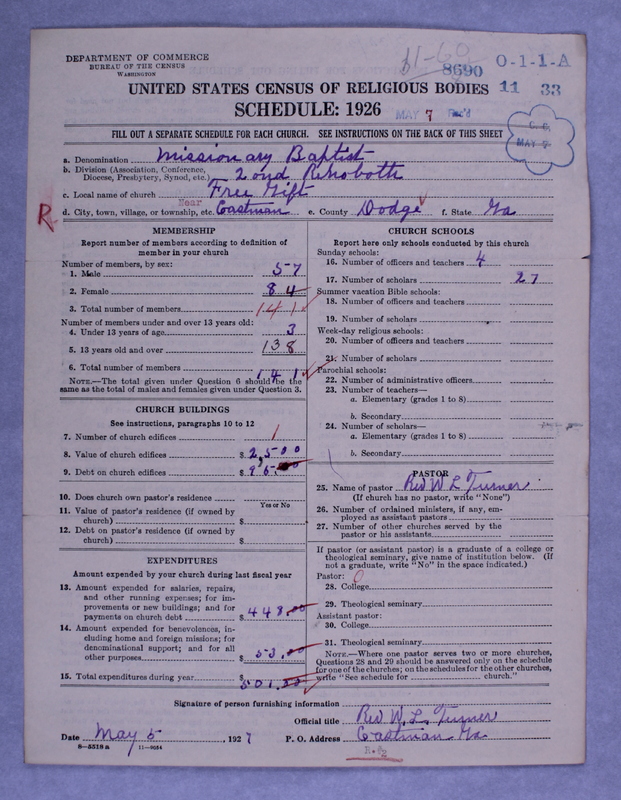 DEPARTMENT OF COMMERCE
BUREAU OF THE CENSUS
WASHINGTON
11-60
8690 O-1-1-A
UNITED STATES CENSUS OF RELIGIOUS BODIES 11 33
SCHEDULE: 1926 MAY 7 Rec'd
FILL OUT A SEPARATE SCHEDULE FOR EACH CHURCH. SEE INSTRUCTIONS ON THE BACK OF THIS SHEET
MAY
a. Denomination Missionary Baptist
b. Division (Association, Conference,
Diocese, Presbytery, Synod, etc.) 2ond Rehoboth
c. Local name of church Free Gift
R d. City, town, village, or township, etc. Near Eastman e. County Dodge f. State Ga
MEMBERSHIP
Report number of members according to definition of
member in your church
Number of members, by sex:
1. Male 57
2. Female 84
3. Total number of members 141
Number of members under and over 13 years old:
4. Under 13 years of age 3
5. 13 years old and over 138
6. Total number of members 141
NOTE.—The total given under Question 6 should be the
same as the total of males and females given under Question 3.
CHURCH BUILDINGS
See instructions, paragraphs 10 to 12
7. Number of church edifices 1
8. Value of church edifices $ 2,500
9. Debt on church edifices $
10. Does church own pastor's residence
Yes or No
11. Value of pastor's residence (if owned by
church) $
12. Debt on pastor's residence (if owned by
church) $
EXPENDITURES
Amount expended by your church during last fiscal year
13. Amount expended for salaries, repairs,
and other running expenses; for im-
provements or new buildings; and for
payments on church debt $ 448.00
14. Amount expended for benevolences, in-
cluding home and foreign missions; for
denominational support; and for all
other purposes $ 53.00
15. Total expenditures during year $ 501.00
CHURCH SCHOOLS
Report here only schools conducted by this church
Sunday schools:
16. Number of officers and teachers 4
17. Number of scholars 27
Summer vacation Bible schools:
18. Number of officers and teachers
19. Number of scholars
Week-day religious schools:
20. Number of officers and teachers
21. Number of scholars
Parochial schools:
22. Number of administrative officers
23. Number of teachers—
a. Elementary (grades 1 to 8)
b. Secondary
24. Number of scholars—
a. Elementary (grades 1 to 8)
b. Secondary
PASTOR
25. Name of pastor Rev W L Turner
(If church has no pastor, write "None")
26. Number of ordained ministers, if any, em-
ployed as assistant pastors
27. Number of other churches served by the
pastor or his assistants
If pastor (or assistant pastor) is a graduate of a college or
theological seminary, give name of institution below. (If
not a graduate, write "No" in the space indicated.)
Pastor: 0
28. College
29. Theological seminary
Assistant pastor:
30. College
31. Theological seminary
NOTE.—Where one pastor serves two or more churches,
Questions 28 and 29 should be answered only on the schedule
for one of the churches; on the schedules for the other churches,
write "See schedule for church."
Signature of person furnishing information
Official title Rev W. L. Turner
Date May 5 1927 P. O. Address Eastman Ga
8-5518a 11-9054
R. #2